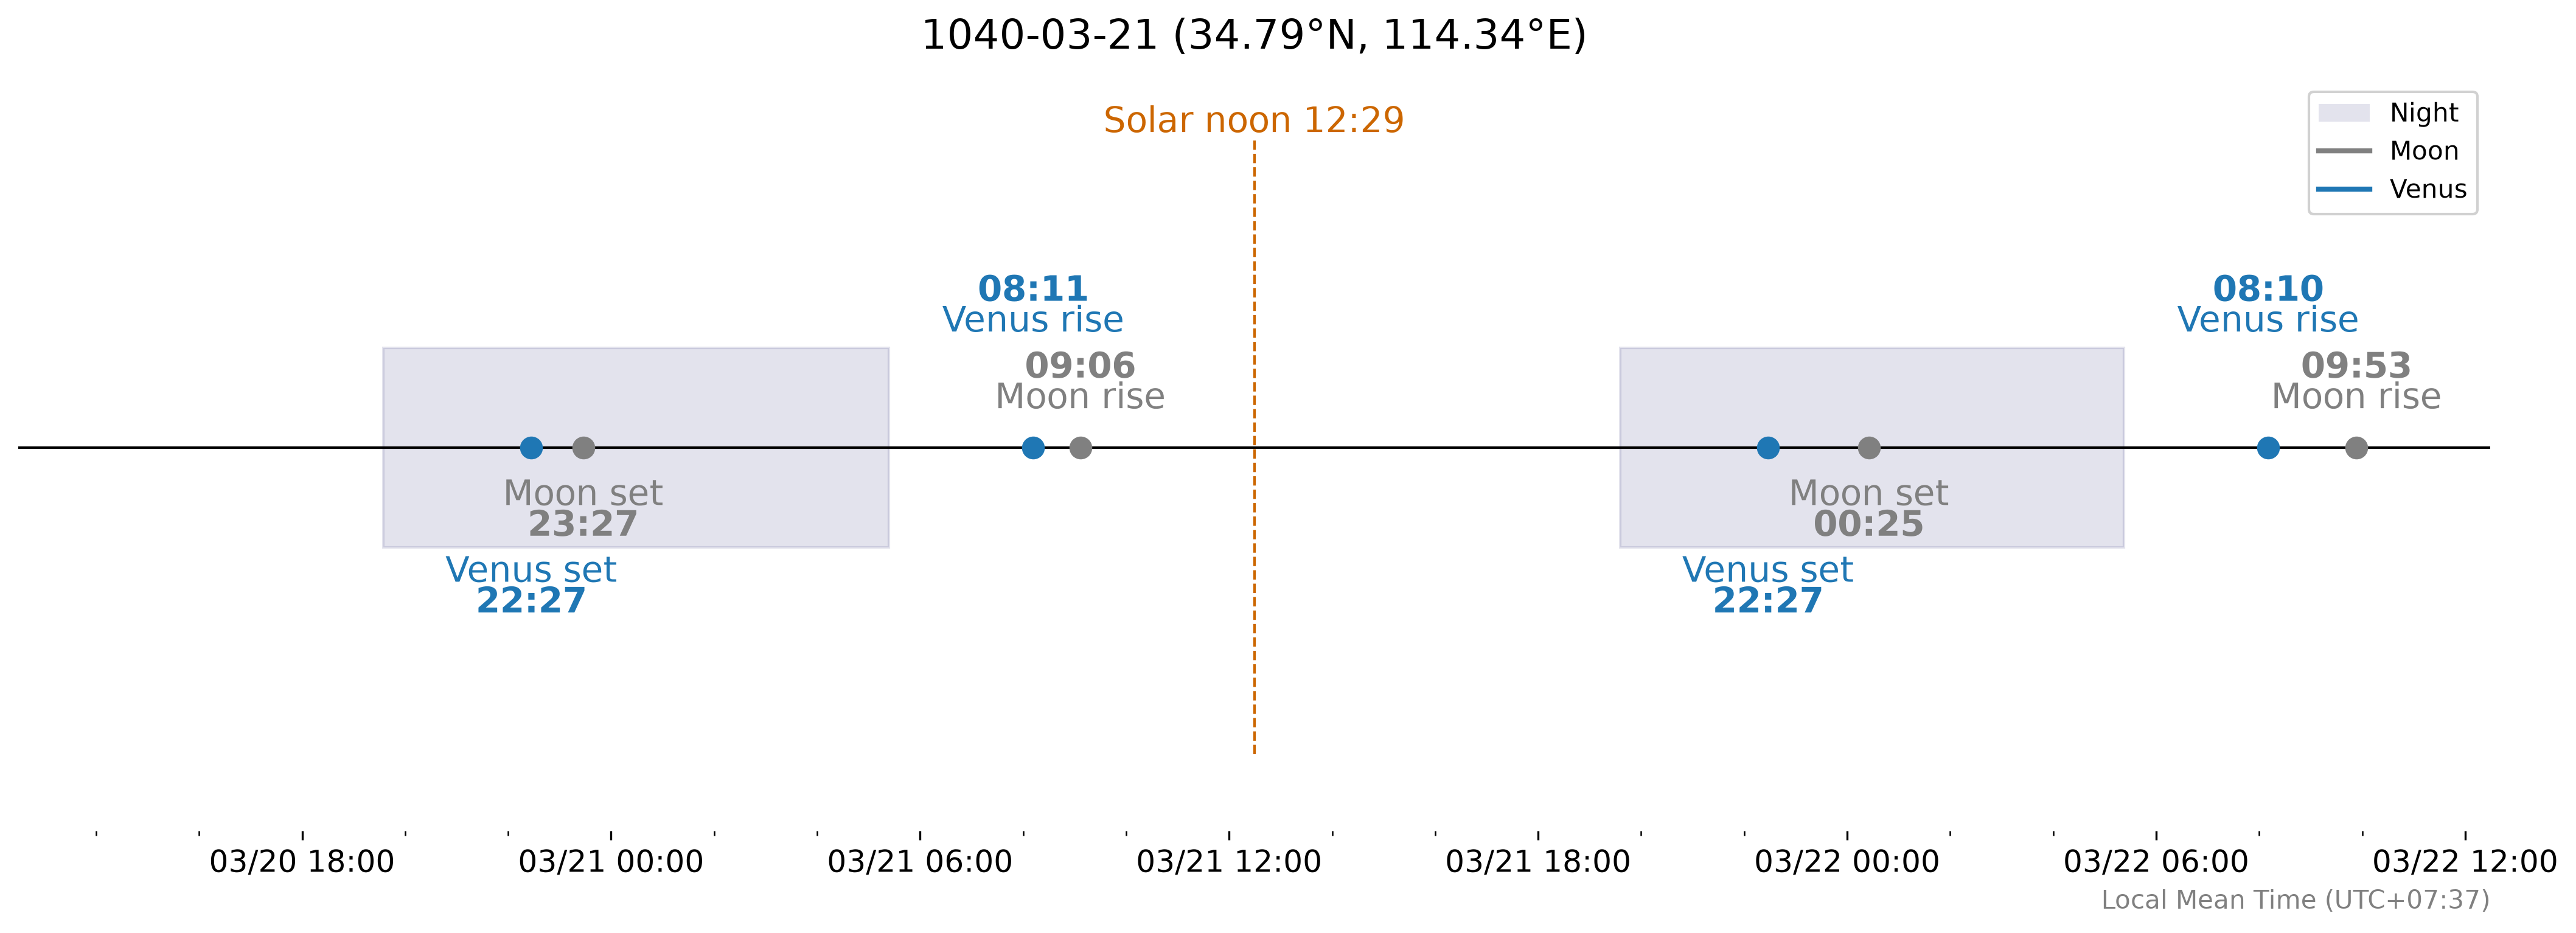 1040-03-21 (34.79°N, 114.34°E)
Solar noon 12:29
Night
Moon
Venus
08:11
Venus rise
08:10
Venus rise
09:06
Moon rise
09:53
Moon rise
Moon set
23:27
Moon set
00:25
Venus set
22:27
Venus set
22:27
03/20 18:00
03/21 00:00
03/21 06:00
03/21 12:00
03/21 18:00
03/22 00:00
03/22 06:00
03/22 12:00
Local Mean Time (UTC+07:37)